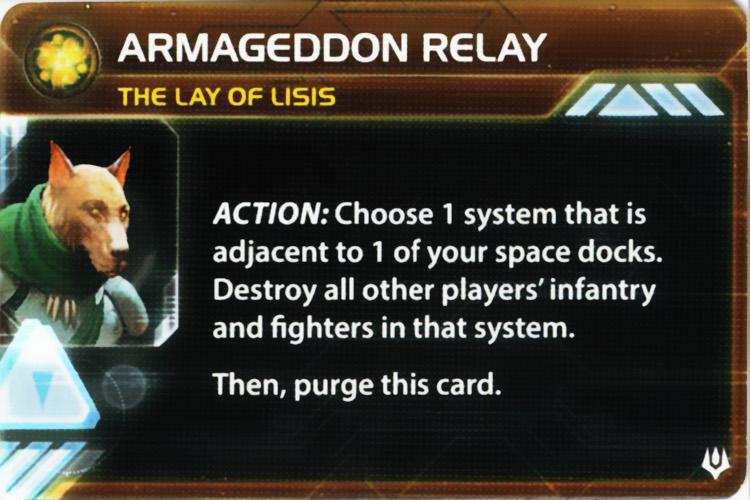 ARMAGEDDON RELAY
THE LAY OF LISIS
ACTION: Choose 1 system that is
adjacent to 1 of your space docks.
Destroy all other players’ infantry
and fighters in that system.
Then, purge this card.